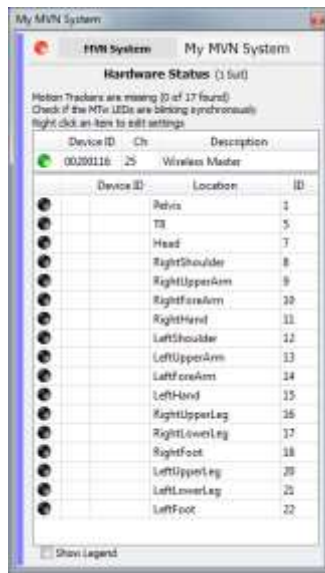 My MVN System
MVN System My MVN System
Hardware Status (1 Suit)
Motion Trackers are missing (0 of 17 found)
Check if the MTw LEDs are blinking synchronously
Right click an item to edit settings
Device ID Ch Description
00200116 25 Wireless Master
Device ID Location ID
Pelvis 1
T8 5
Head 7
RightShoulder 8
RightUpperArm 9
RightForeArm 10
RightHand 11
LeftShoulder 12
LeftUpperArm 13
LeftForeArm 14
LeftHand 15
RightUpperLeg 16
RightLowerLeg 17
RightFoot 18
LeftUpperLeg 20
LeftLowerLeg 21
LeftFoot 22
Show Legend